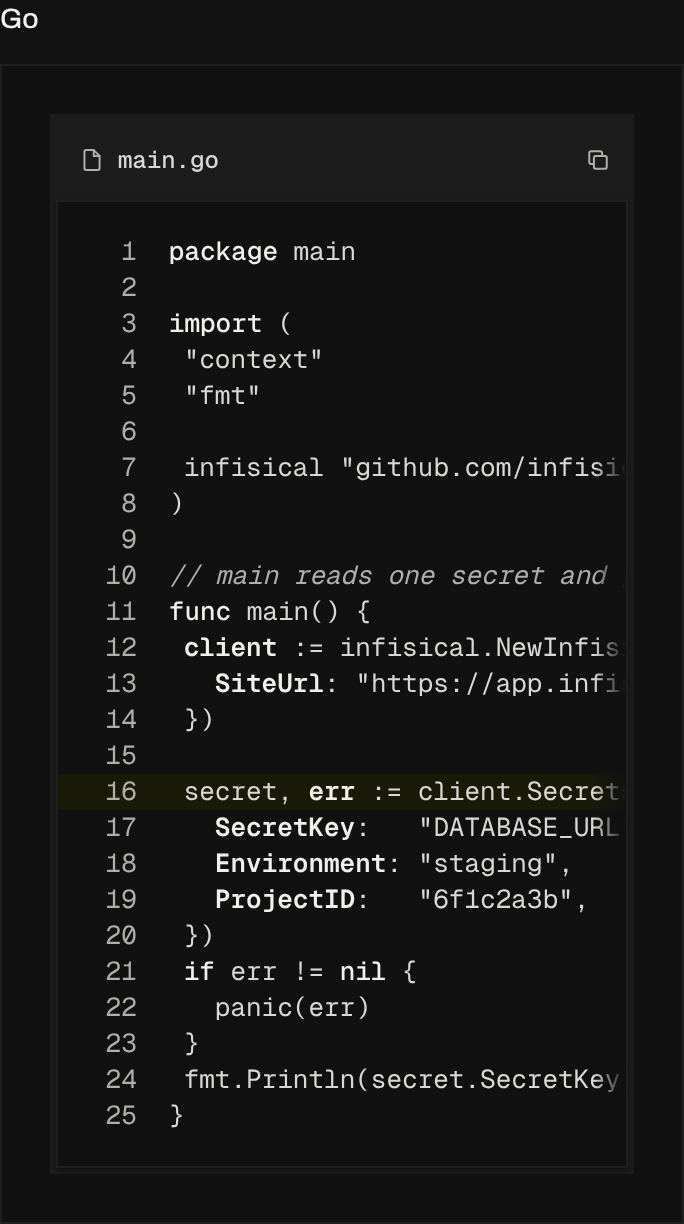 Go
main.go
1 package main
2
3 import (
4 "context"
5 "fmt"
6
7 infisical "github.com/infisi
8 )
9
10 // main reads one secret and
11 func main() {
12 client := infisical.NewInfis
13 SiteUrl: "https://app.infis
14 })
15
16 secret, err := client.Secret
17 SecretKey: "DATABASE_URL
18 Environment: "staging",
19 ProjectID: "6f1c2a3b",
20 })
21 if err != nil {
22 panic(err)
23 }
24 fmt.Println(secret.SecretKey
25 }